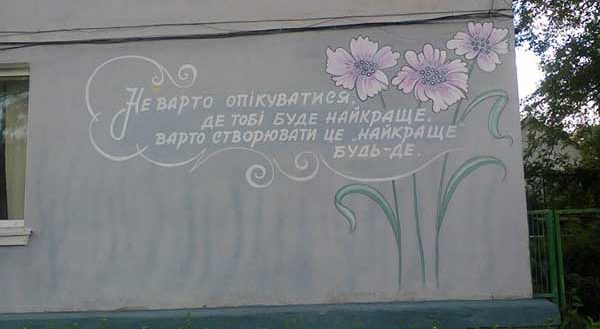 Не варто опікуватися,
де тобі буде найкраще,
варто створювати це „найкраще"
будь-де.